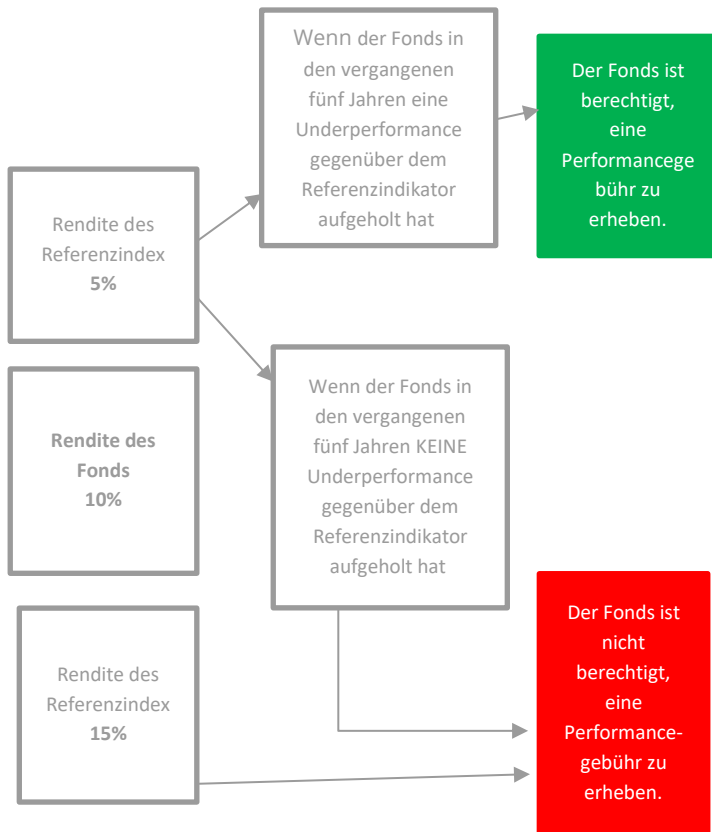 Wenn der Fonds in
den vergangenen
fünf Jahren eine
Underperformance
gegenüber dem
Referenzindikator
aufgeholt hat
Der Fonds ist
berechtigt,
eine
Performancege
bühr zu
erheben.
Rendite des
Referenzindex
5%
Rendite des
Fonds
10%
Wenn der Fonds in
den vergangenen
fünf Jahren KEINE
Underperformance
gegenüber dem
Referenzindikator
aufgeholt hat
Rendite des
Referenzindex
15%
Der Fonds ist
nicht
berechtigt,
eine
Performance-
gebühr zu
erheben.